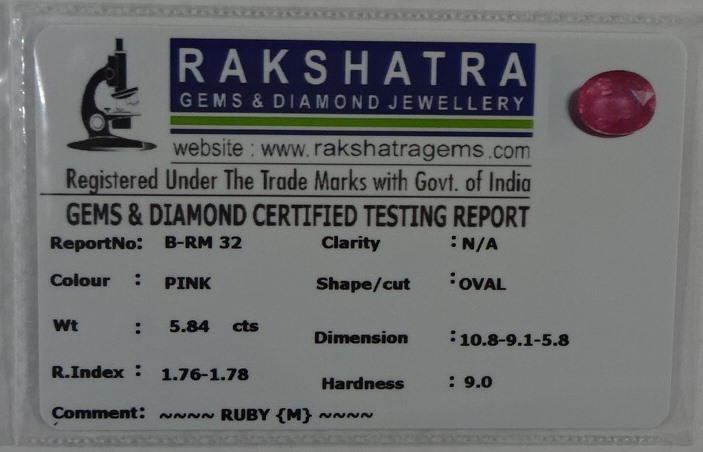 RAKSHATRA
GEMS & DIAMOND JEWELLERY
website : www.rakshatragems.com
Registered Under The Trade Marks with Govt. of India
GEMS & DIAMOND CERTIFIED TESTING REPORT
ReportNo: B-RM 32 Clarity : N/A
Colour : PINK Shape/cut : OVAL
Wt : 5.84 cts Dimension : 10.8-9.1-5.8
R.Index : 1.76-1.78 Hardness : 9.0
Comment: ~~~~ RUBY {M} ~~~~